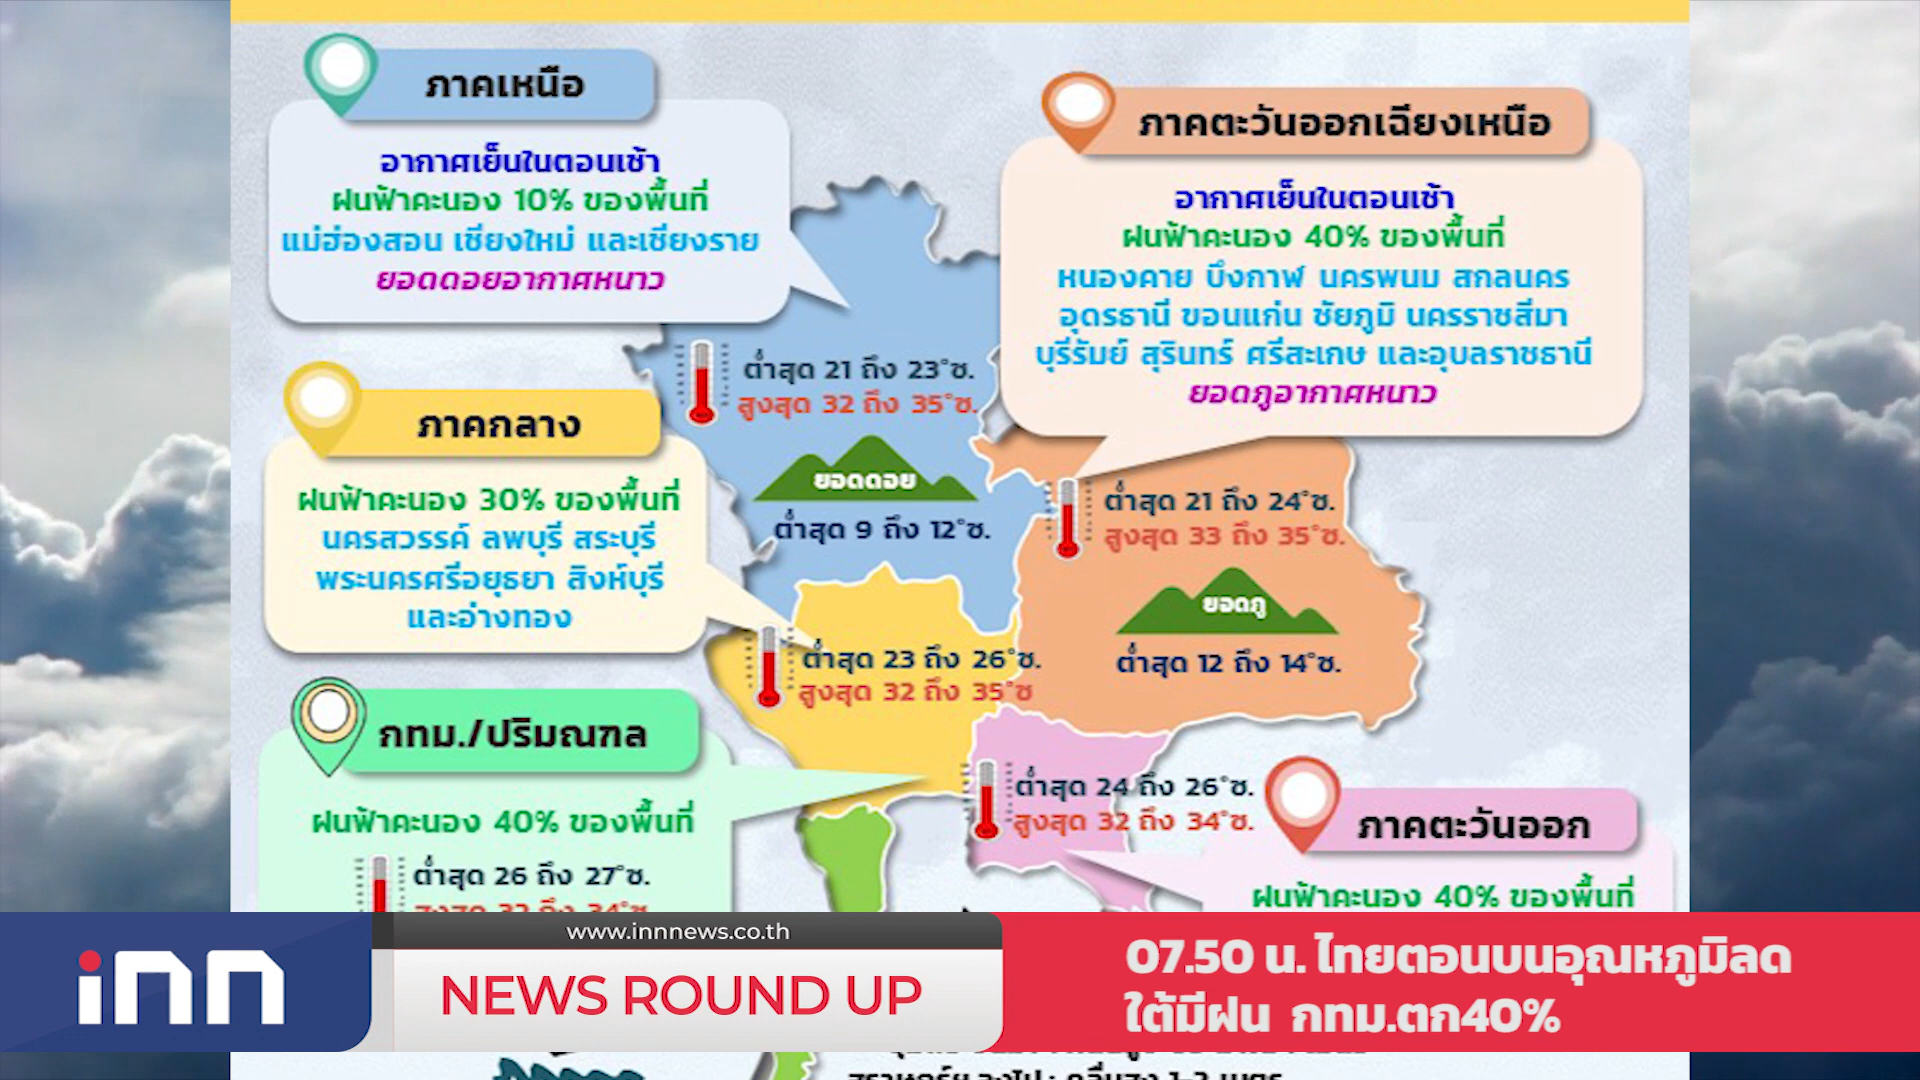 ภาคเหนือ
อากาศเย็นในตอนเช้า
ฝนฟ้าคะนอง 10% ของพื้นที่
แม่ฮ่องสอน เชียงใหม่ และเชียงราย
ยอดดอยอากาศหนาว
ภาคตะวันออกเฉียงเหนือ
อากาศเย็นในตอนเช้า
ฝนฟ้าคะนอง 40% ของพื้นที่
หนองคาย บึงกาฬ นครพนม สกลนคร
อุดรธานี ขอนแก่น ชัยภูมิ นครราชสีมา
บุรีรัมย์ สุรินทร์ ศรีสะเกษ และอุบลราชธานี
ยอดภูอากาศหนาว
ต่ำสุด 21 ถึง 23°ซ.
สูงสุด 32 ถึง 35°ซ.
ยอดดอย
ต่ำสุด 9 ถึง 12°ซ.
ต่ำสุด 21 ถึง 24°ซ.
สูงสุด 33 ถึง 35°ซ.
ยอดภู
ต่ำสุด 12 ถึง 14°ซ.
ภาคกลาง
ฝนฟ้าคะนอง 30% ของพื้นที่
นครสวรรค์ ลพบุรี สระบุรี
พระนครศรีอยุธยา สิงห์บุรี
และอ่างทอง
ต่ำสุด 23 ถึง 26°ซ.
สูงสุด 32 ถึง 35°ซ
กทม./ปริมณฑล
ฝนฟ้าคะนอง 40% ของพื้นที่
ต่ำสุด 26 ถึง 27°ซ.
สูงสุด 32 ถึง 34°ซ.
ต่ำสุด 24 ถึง 26°ซ.
สูงสุด 32 ถึง 34°ซ.
ภาคตะวันออก
ฝนฟ้าคะนอง 40% ของพื้นที่
inn
www.innnews.co.th
NEWS ROUND UP
07.50 น. ไทยตอนบนอุณหภูมิลด
ใต้มีฝน กทม.ตก40%